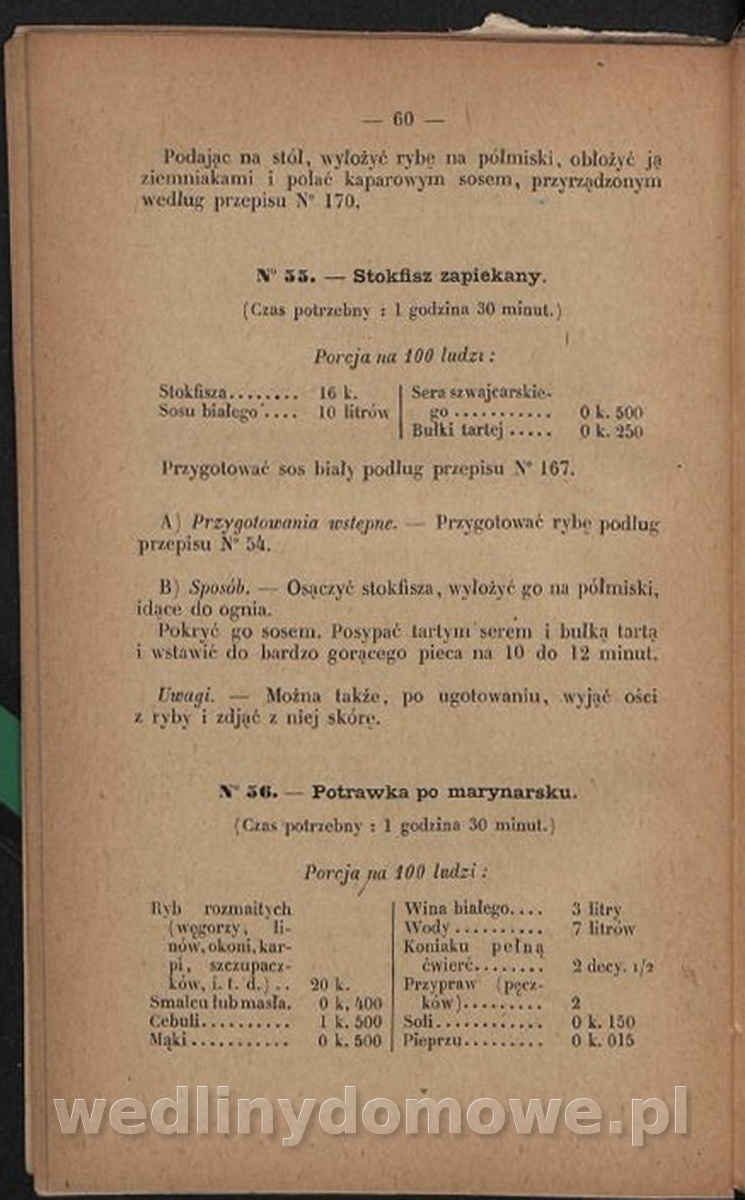 — 60 —
Podając na stól, wyłożyć rybę na półmiski, obłożyć ją
ziemniakami i polać kaparowym sosem, przyrządzonym
według przepisu N° 170.
N° 55. — Stokfisz zapiekany.
(Czas potrzebny : 1 godzina 30 minut.)
Porcja na 100 ludzi :
Stokfisza........ 16 k.
Sosu białego.... 10 litrów
Sera szwajcarskie-
go ........... 0 k. 500
Bułki tartej ..... 0 k. 250
Przygotować sos biały podług przepisu N° 167.
A) Przygotowania wstępne. — Przygotować rybę podług
przepisu N° 54.
B) Sposób. — Osączyć stokfisza, wyłożyć go na półmiski,
idące do ognia.
Pokryć go sosem. Posypać tartym serem i bułką tartą
i wstawić do bardzo gorącego pieca na 10 do 12 minut.
Uwagi. — Można także, po ugotowaniu, wyjąć ości
z ryby i zdjąć z niej skórę.
N° 56. — Potrawka po marynarsku.
(Czas potrzebny : 1 godzina 30 minut.)
Porcja na 100 ludzi :
Ryb rozmaitych
(węgorzy, li-
nów, okoni, kar-
pi, szczupacz-
ków, i. t. d.) .. 20 k.
Smalcu lub masła. 0 k, 400
Cebuli.......... 1 k. 500
Mąki ........... 0 k. 500
Wina białego.... 3 litry
Wody .......... 7 litrów
Koniaku pełną
ćwierć........ 2 decy. 1/2
Przypraw (pęcz-
ków)......... 2
Soli............ 0 k. 150
Pieprzu......... 0 k. 015
wedlinydomowe.pl